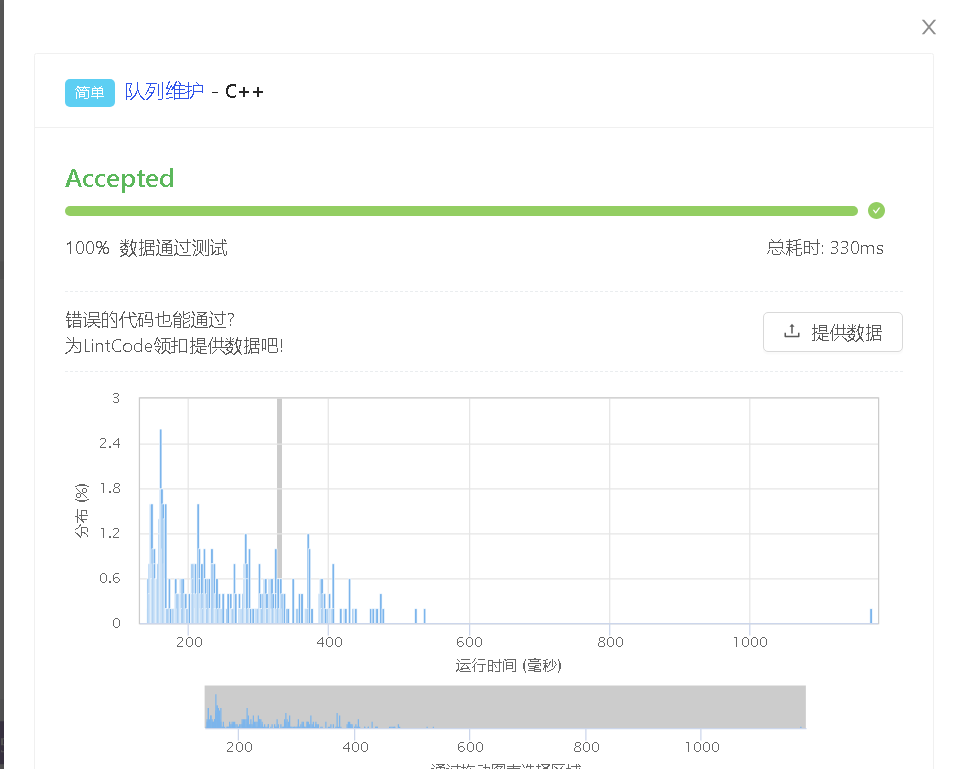 简单 队列维护 - C++
Accepted
100% 数据通过测试 总耗时: 330ms
错误的代码也能通过?
为LintCode领扣提供数据吧!
提供数据
3
2.4
1.8
1.2
0.6
0
分布 (%)
200 400 600 800 1000
运行时间 (毫秒)
200 400 600 800 1000